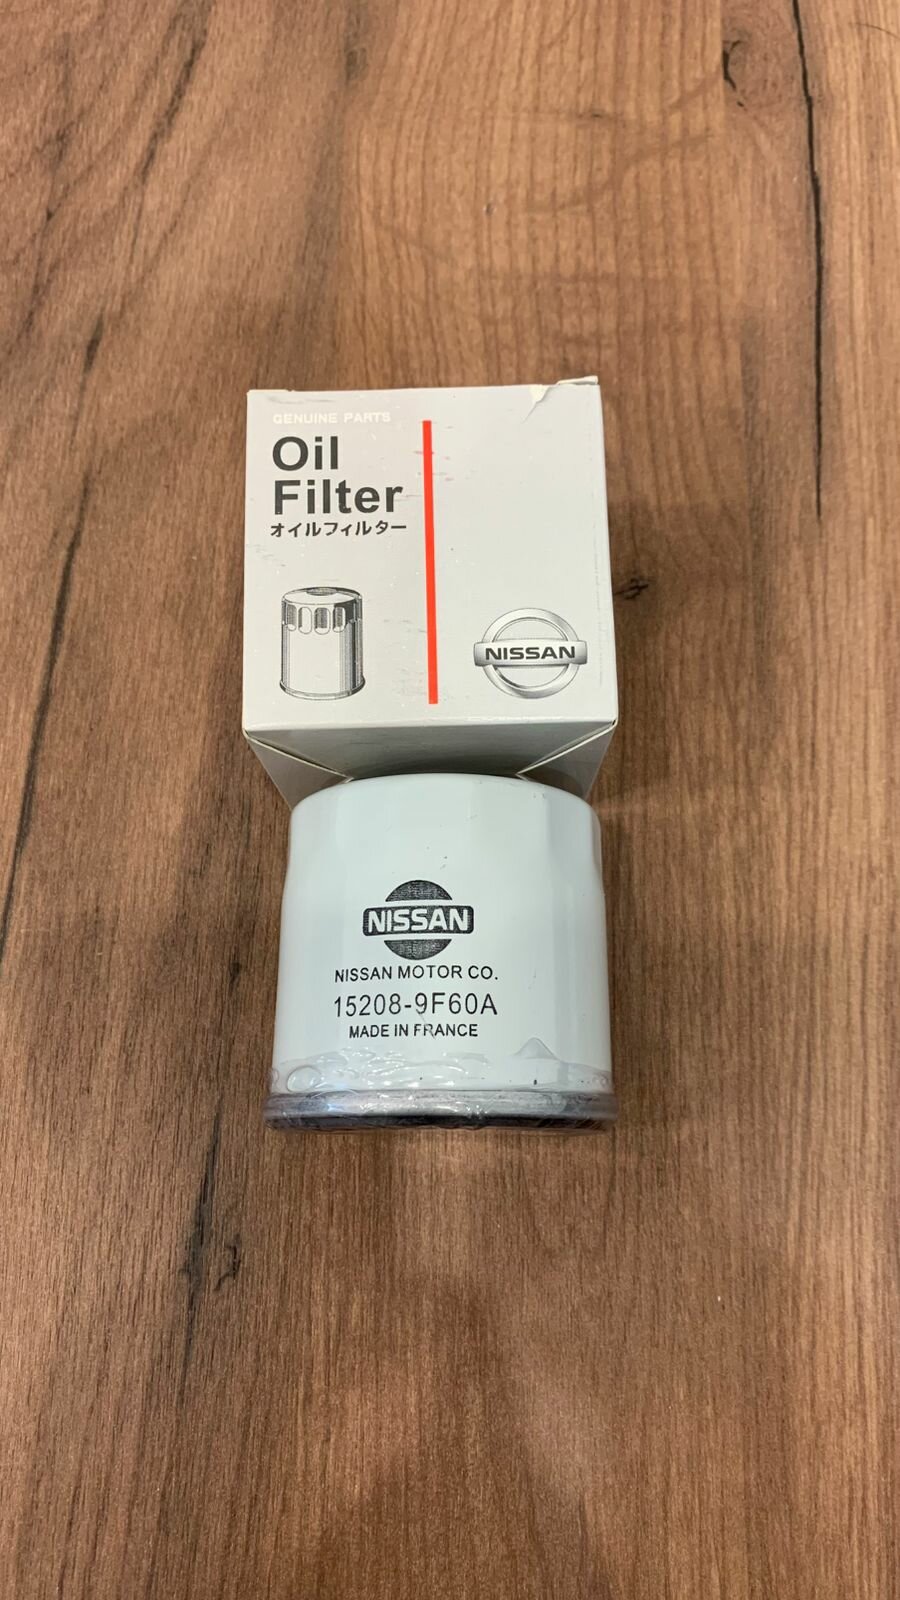 GENUINE PARTS
Oil
Filter
オイルフィルター
NISSAN
NISSAN
NISSAN MOTOR CO.
15208-9F60A
MADE IN FRANCE